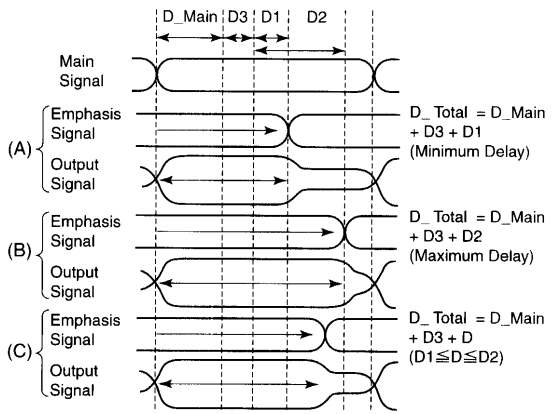 D_Main D3 D1 D2
Main
Signal
(A)
Emphasis
Signal
D_ Total = D_Main
+ D3 + D1
(Minimum Delay)
Output
Signal
(B)
Emphasis
Signal
D_ Total = D_Main
+ D3 + D2
(Maximum Delay)
Output
Signal
(C)
Emphasis
Signal
D_ Total = D_Main
+ D3 + D
(D1≦D≦D2)
Output
Signal